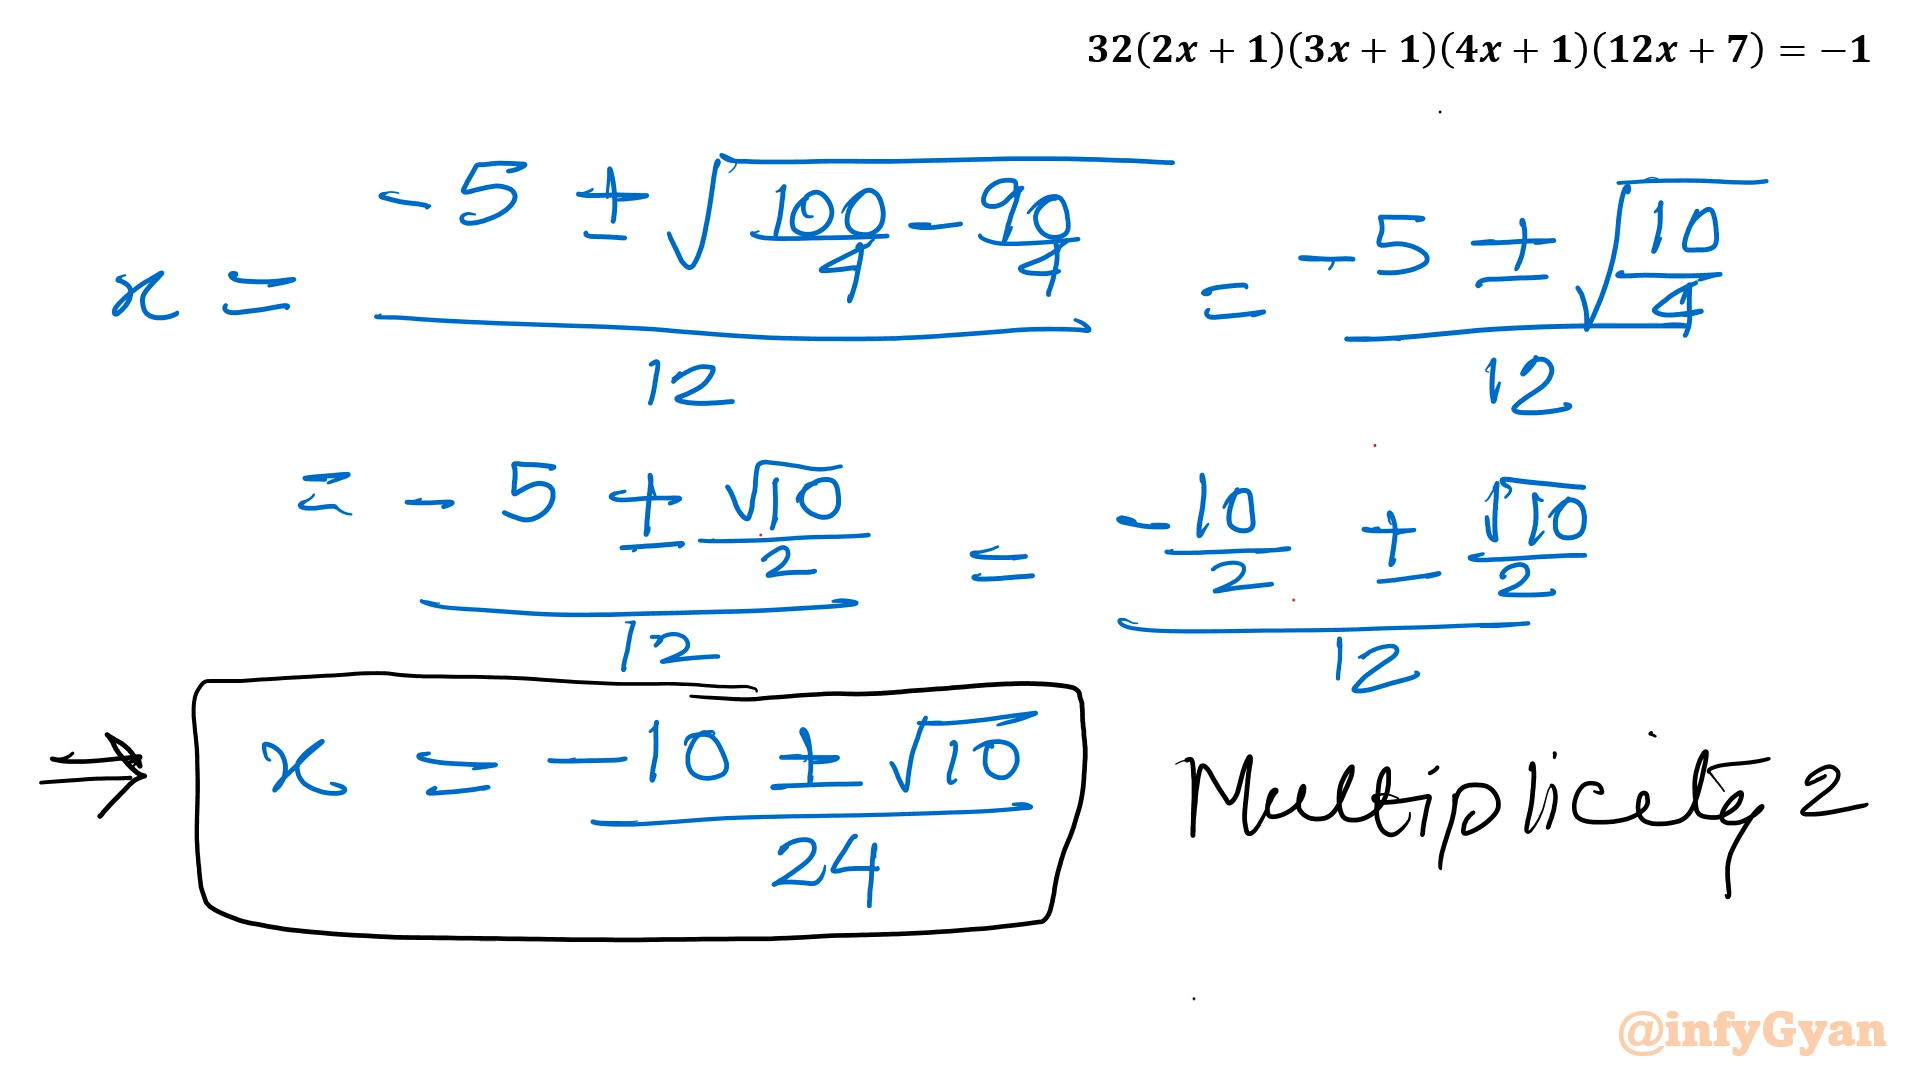 32(2x + 1)(3x + 1)(4x + 1)(12x + 7) = −1
x = (-5 ± √(100/4 - 90/4))/12 = (-5 ± √(10/4))/12
= (-5 ± √10/2)/12 = (-10/2 ± √10/2)/12
⇒ x = (-10 ± √10)/24 Multiplicity 2
@infyGyan